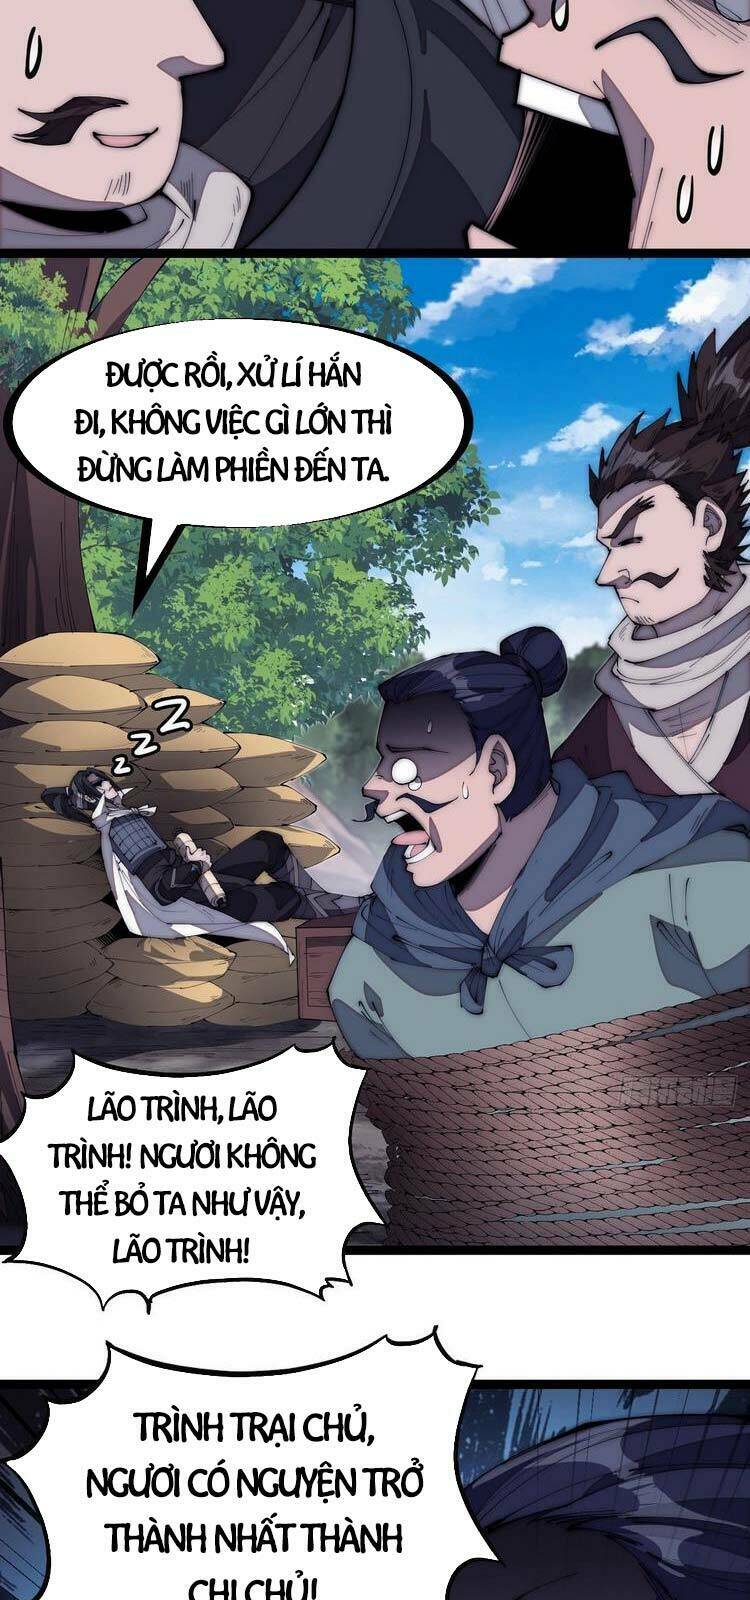 ĐƯỢC RỒI, XỬ LÍ HẮN
ĐI, KHÔNG VIỆC GÌ LỚN THÌ
ĐỪNG LÀM PHIỀN ĐẾN TA.
ZZZZ
LÃO TRÌNH, LÃO
TRÌNH! NGƯƠI KHÔNG
THỂ BỎ TA NHƯ VẬY,
LÃO TRÌNH!
TRÌNH TRẠI CHỦ,
NGƯƠI CÓ NGUYỆN TRỞ
THÀNH NHẤT THÀNH
CHI CHỦ!